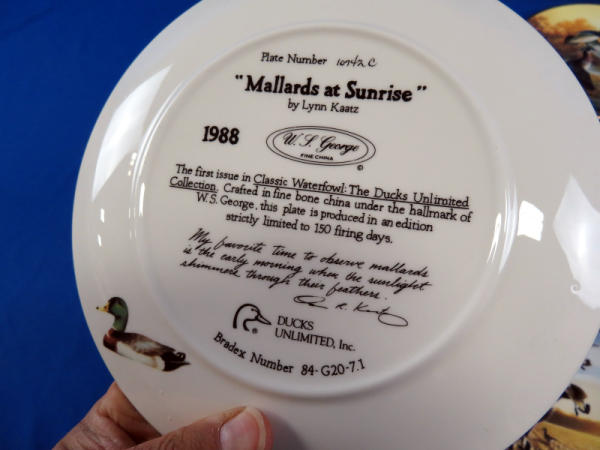 Plate Number 10742 C
"Mallards at Sunrise"
by Lynn Kaatz
1988
W. S. George
FINE CHINA
©
The first issue in Classic Waterfowl: The Ducks Unlimited
Collection. Crafted in fine bone china under the hallmark of
W.S. George, this plate is produced in an edition
strictly limited to 150 firing days.
My favorite time to observe mallards
is the early morning when the sunlight
shimmers through their feathers.
R. Kaatz
DUCKS
UNLIMITED, Inc.
Bradex Number 84-G20-7.1